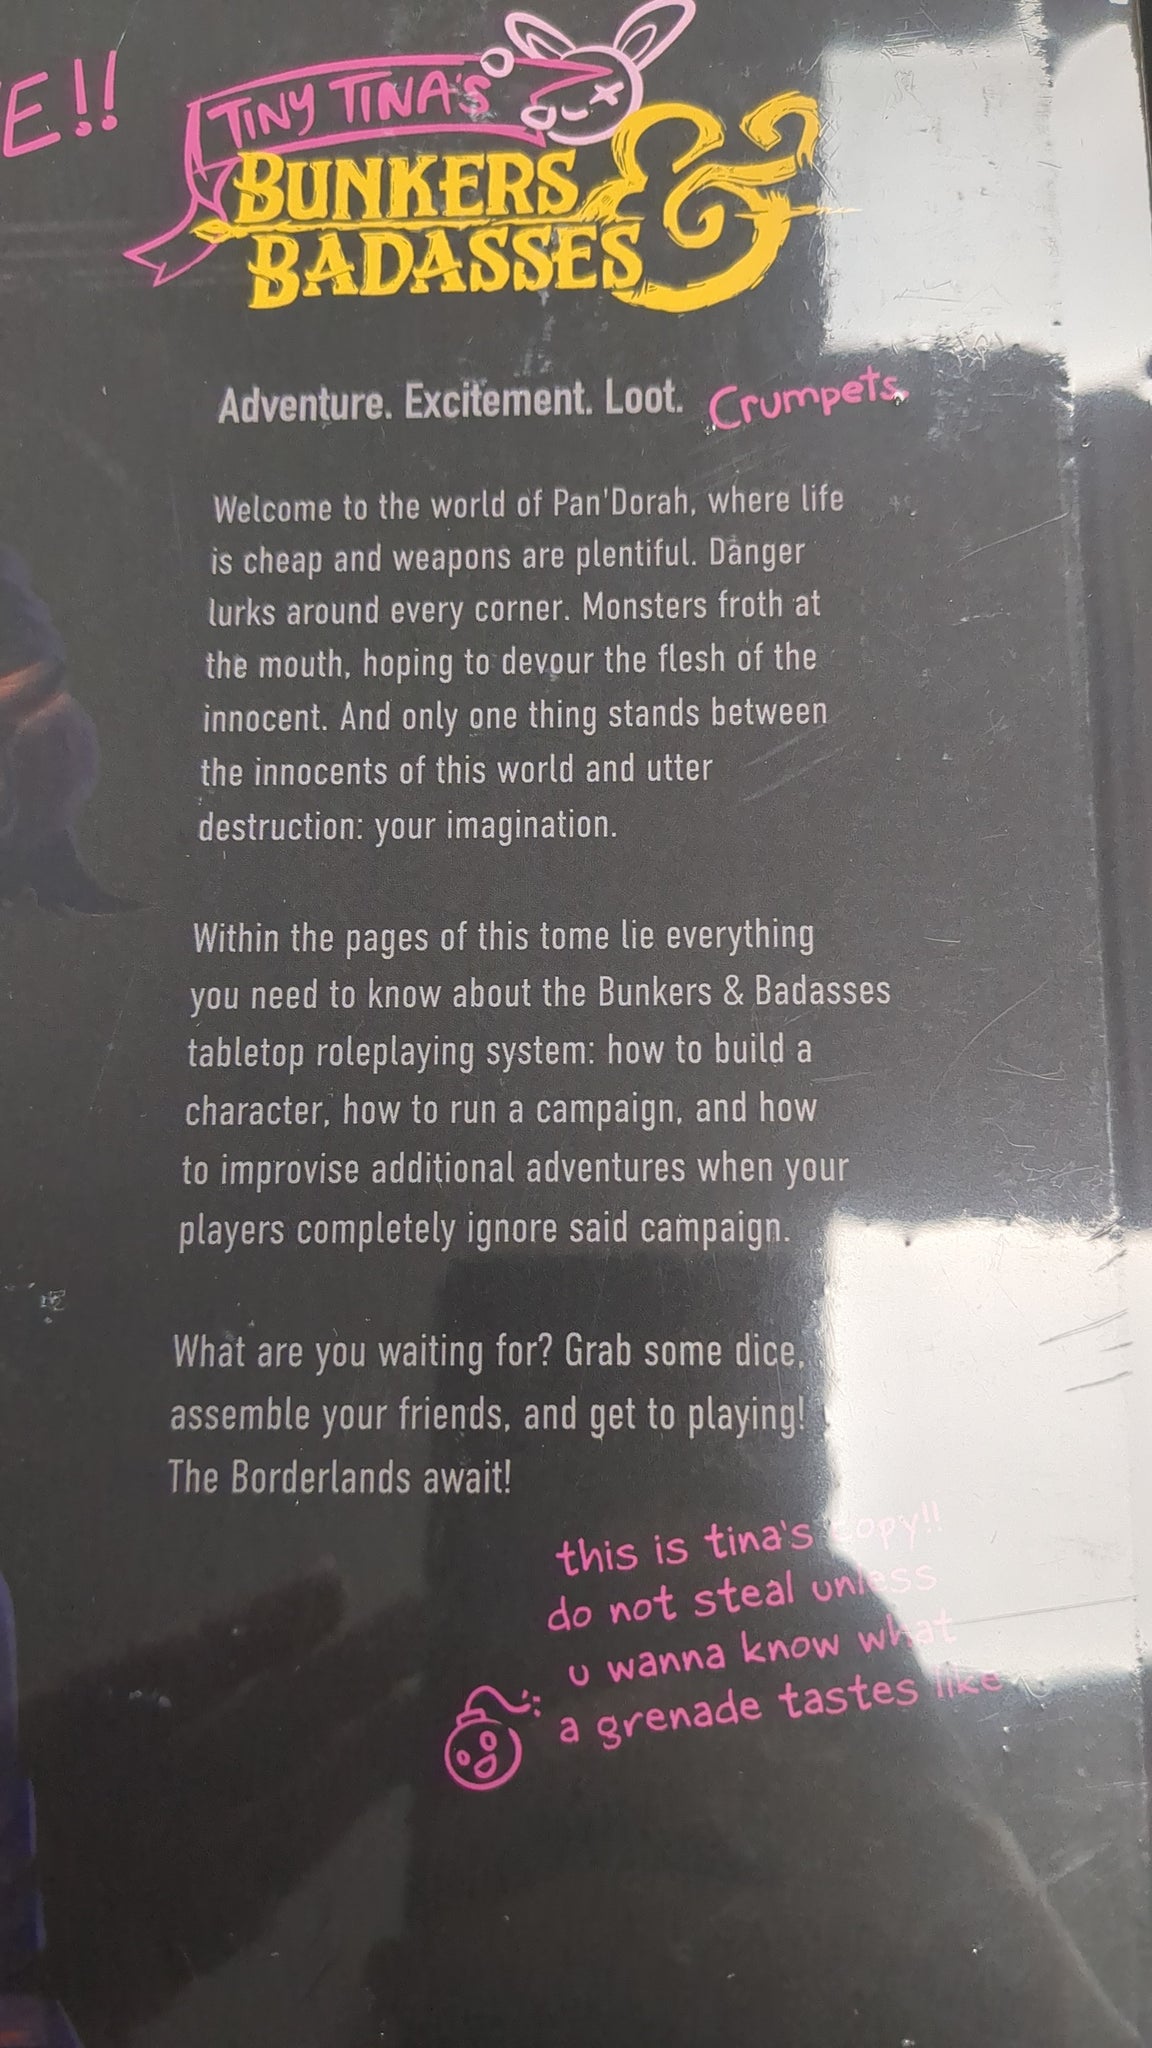 E!!
TINY TINA'S
BUNKERS &
BADASSES
Adventure. Excitement. Loot. Crumpets.
Welcome to the world of Pan'Dorah, where life
is cheap and weapons are plentiful. Danger
lurks around every corner. Monsters froth at
the mouth, hoping to devour the flesh of the
innocent. And only one thing stands between
the innocents of this world and utter
destruction: your imagination.
Within the pages of this tome lie everything
you need to know about the Bunkers & Badasses
tabletop roleplaying system: how to build a
character, how to run a campaign, and how
to improvise additional adventures when your
players completely ignore said campaign.
What are you waiting for? Grab some dice,
assemble your friends, and get to playing!
The Borderlands await!
this is tina's copy!!
do not steal unless
u wanna know what
a grenade tastes like